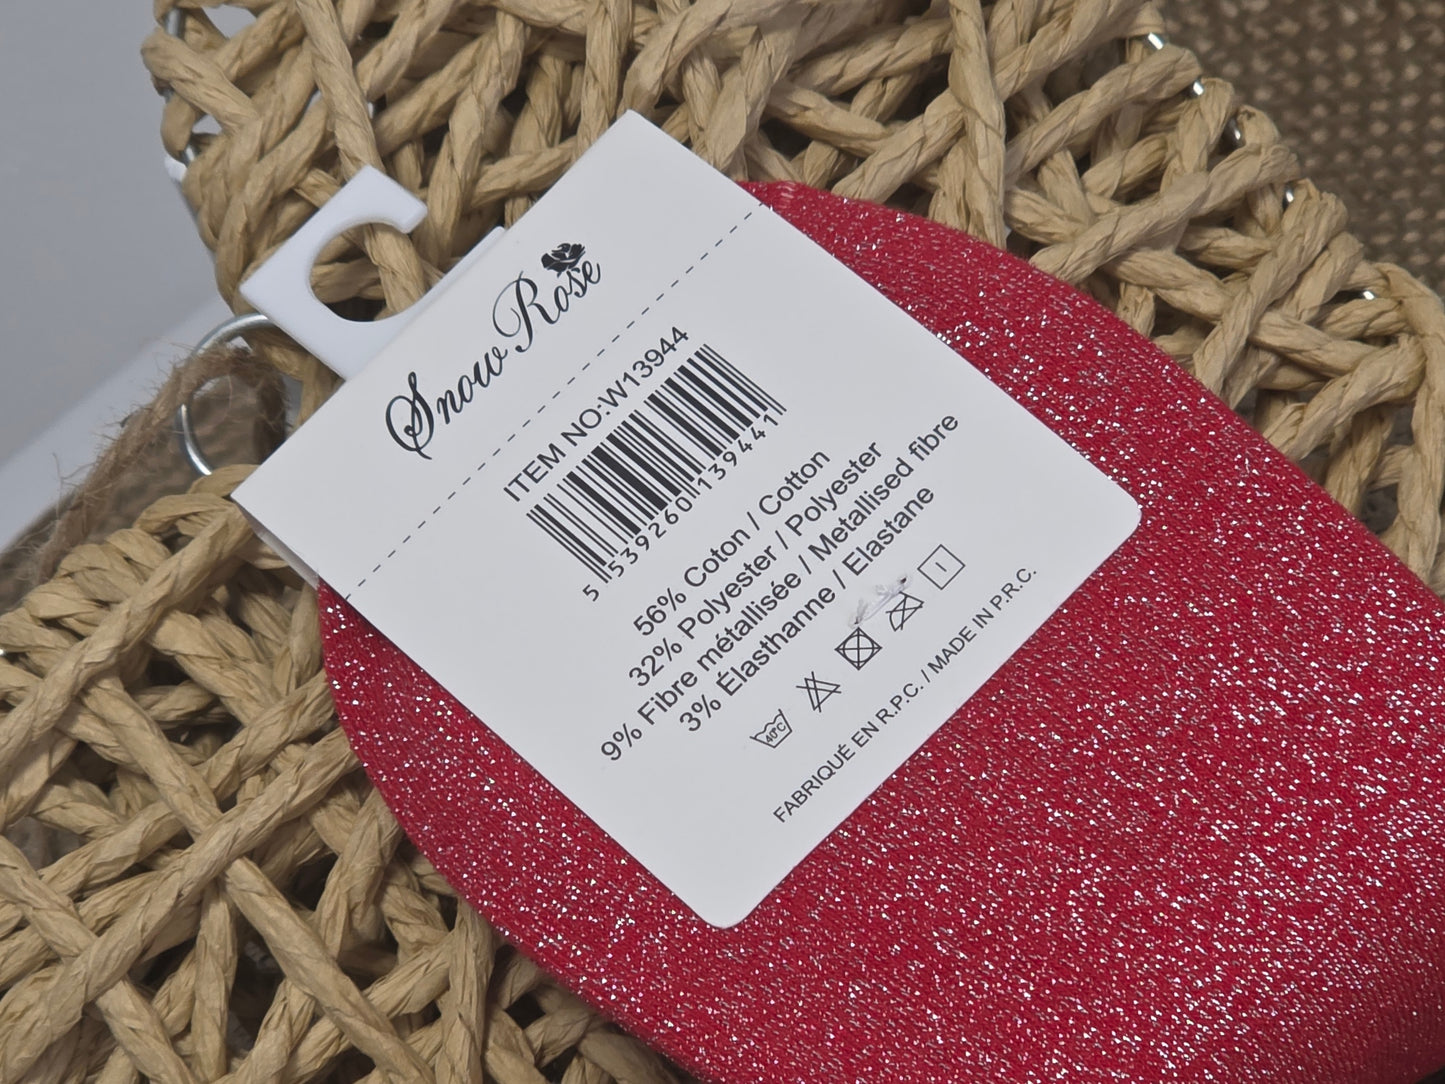 Snow Rose
ITEM NO:W13944
5 539260 139441
56% Coton / Cotton
32% Polyester / Polyester
9% Fibre métallisée / Metallised fibre
3% Élasthanne / Elastane
40°C
FABRIQUÉ EN R.P.C. / MADE IN P.R.C.